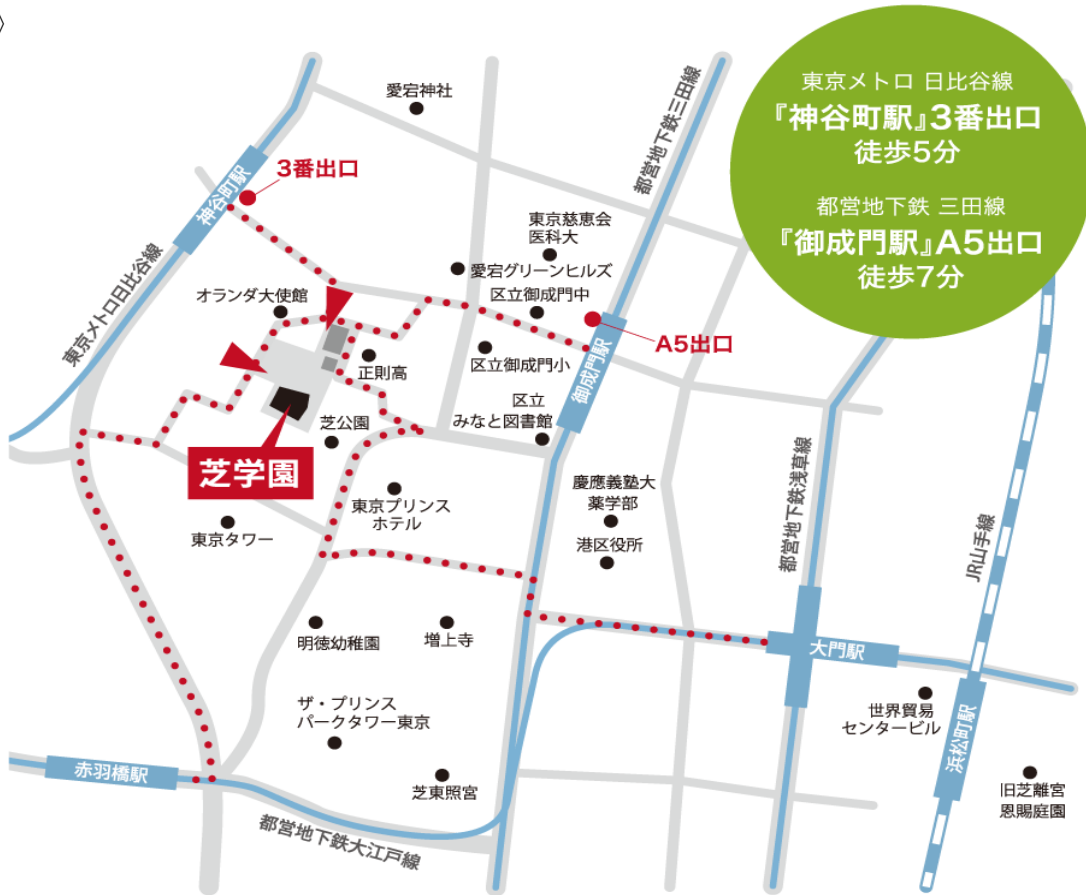 〉
東京メトロ 日比谷線
『神谷町駅』3番出口
徒歩5分
都営地下鉄 三田線
『御成門駅』A5出口
徒歩7分
愛宕神社
都営地下鉄三田線
3番出口
神谷町駅
東京慈恵会
医科大
愛宕グリーンヒルズ
東京メトロ日比谷線
オランダ大使館
区立御成門中
A5出口
御成門駅
正則高
区立御成門小
区立
みなと図書館
芝公園
芝学園
東京プリンス
ホテル
慶應義塾大
薬学部
都営地下鉄浅草線
JR山手線
東京タワー
港区役所
明徳幼稚園
増上寺
大門駅
ザ・プリンス
パークタワー東京
世界貿易
センタービル
浜松町駅
赤羽橋駅
芝東照宮
旧芝離宮
恩賜庭園
都営地下鉄大江戸線